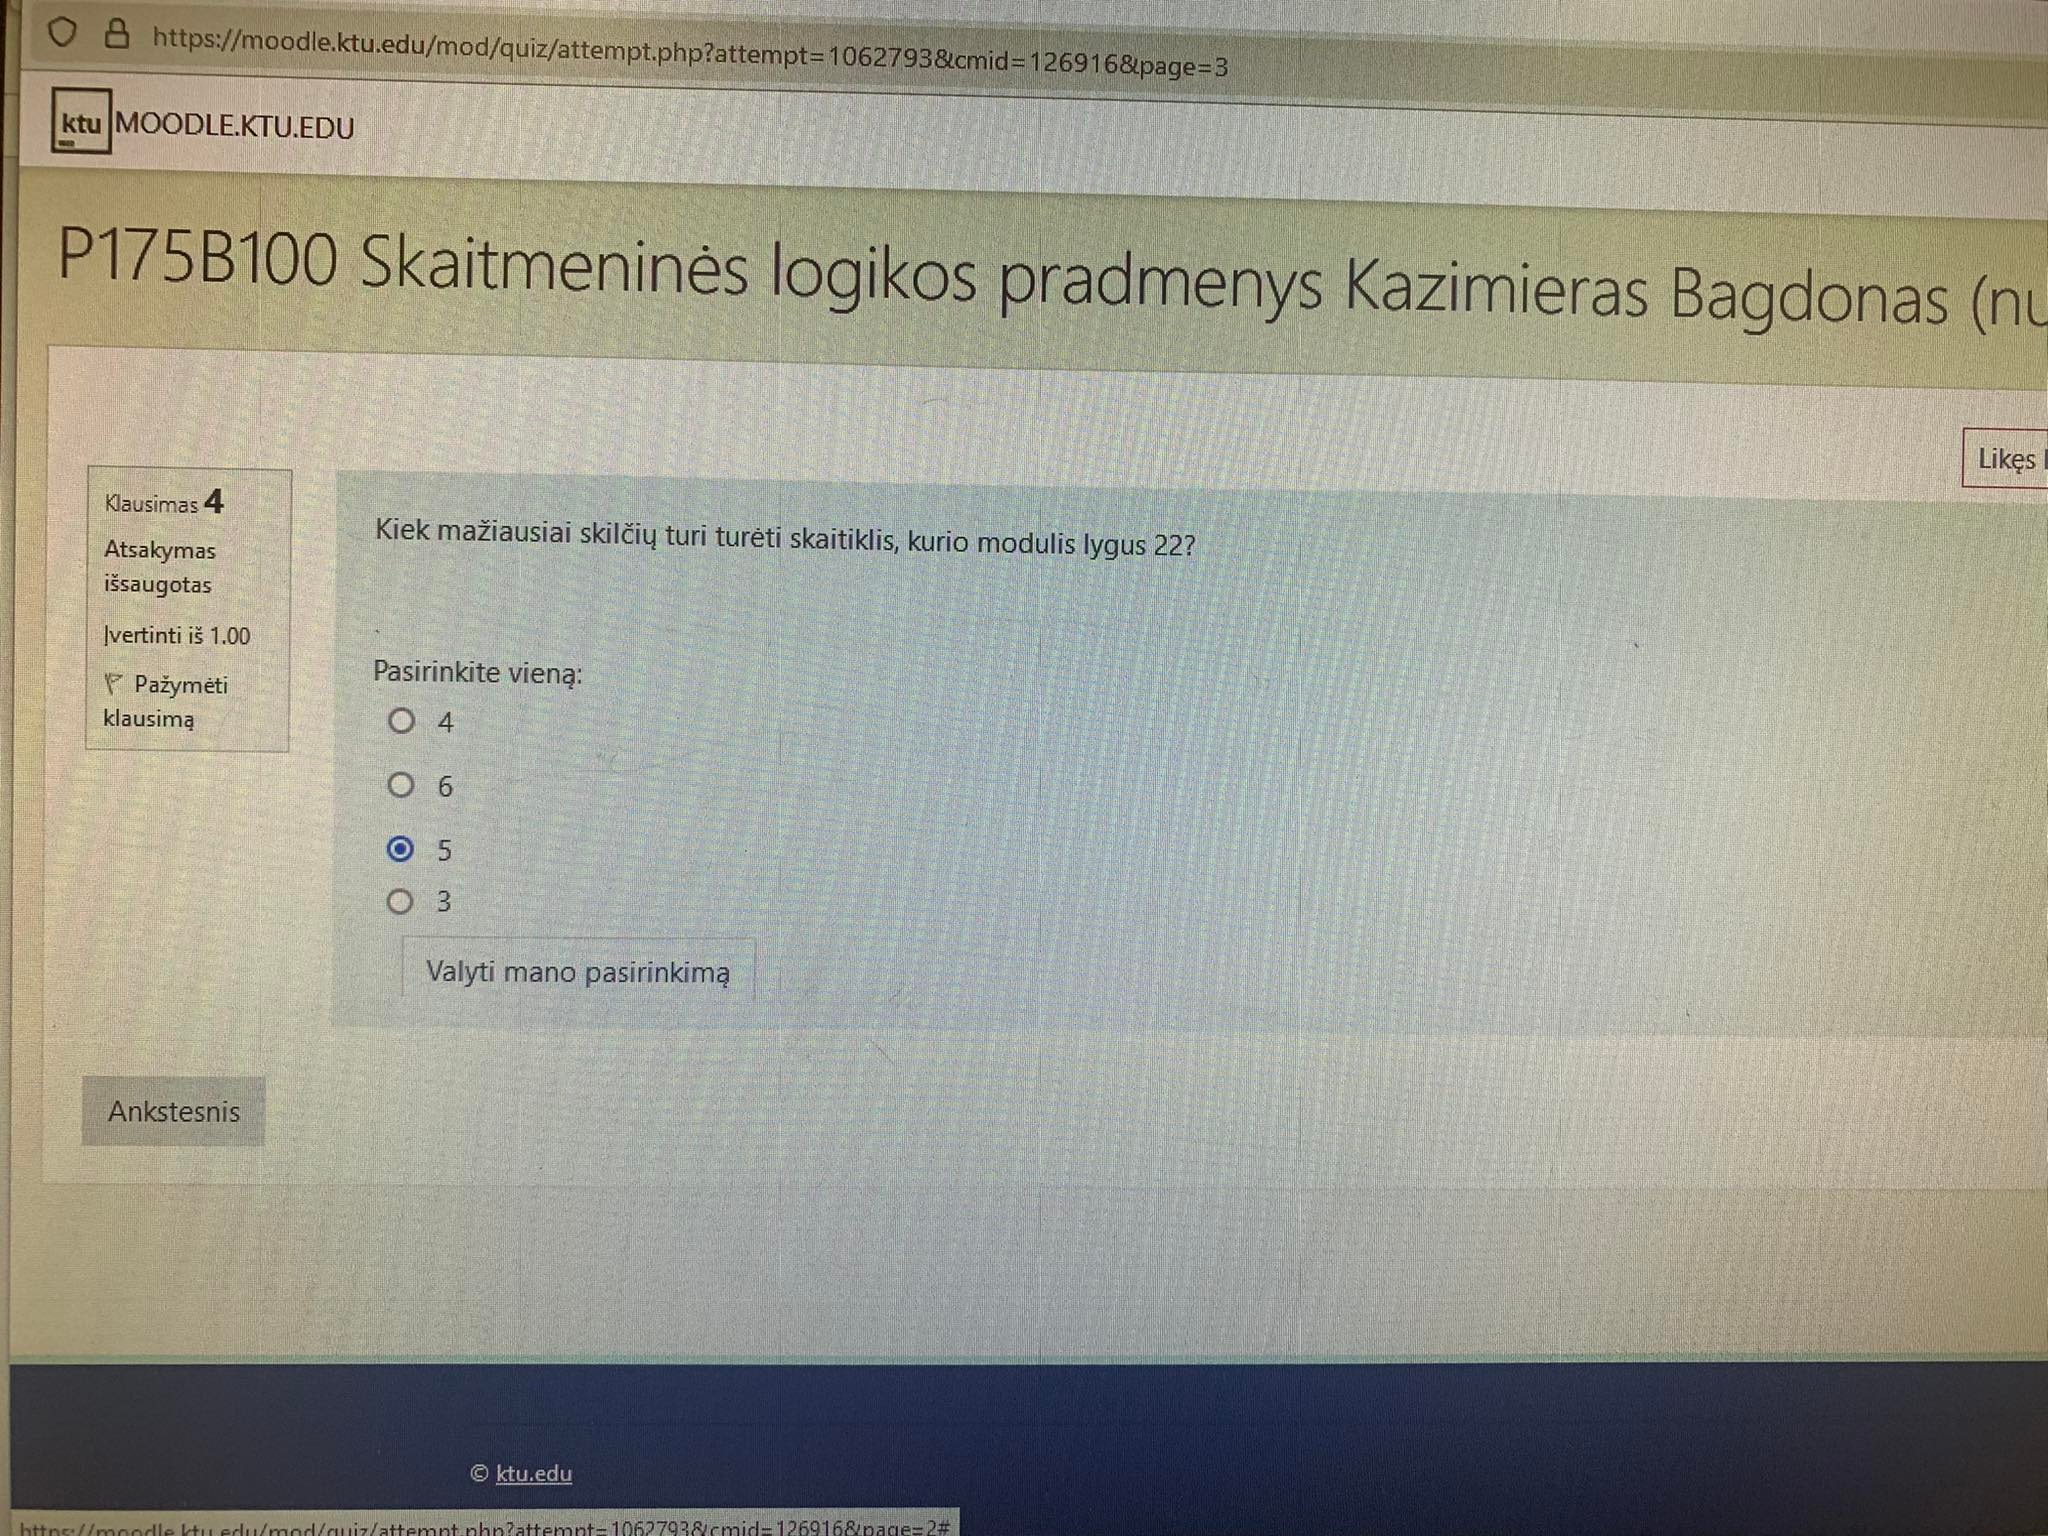 https://moodle.ktu.edu/mod/quiz/attempt.php?attempt=1062793&cmid=126916&page=3
ktu MOODLE.KTU.EDU
P175B100 Skaitmeninės logikos pradmenys Kazimieras Bagdonas (nu
Likęs
Klausimas 4
Atsakymas
išsaugotas
Įvertinti iš 1.00
Pažymėti
klausimą
Kiek mažiausiai skilčių turi turėti skaitiklis, kurio modulis lygus 22?
Pasirinkite vieną:
4
6
5
3
Valyti mano pasirinkimą
Ankstesnis
© ktu.edu
https://moodle.ktu.edu/mod/quiz/attempt.php?attempt=1062793&cmid=126916&page=2#